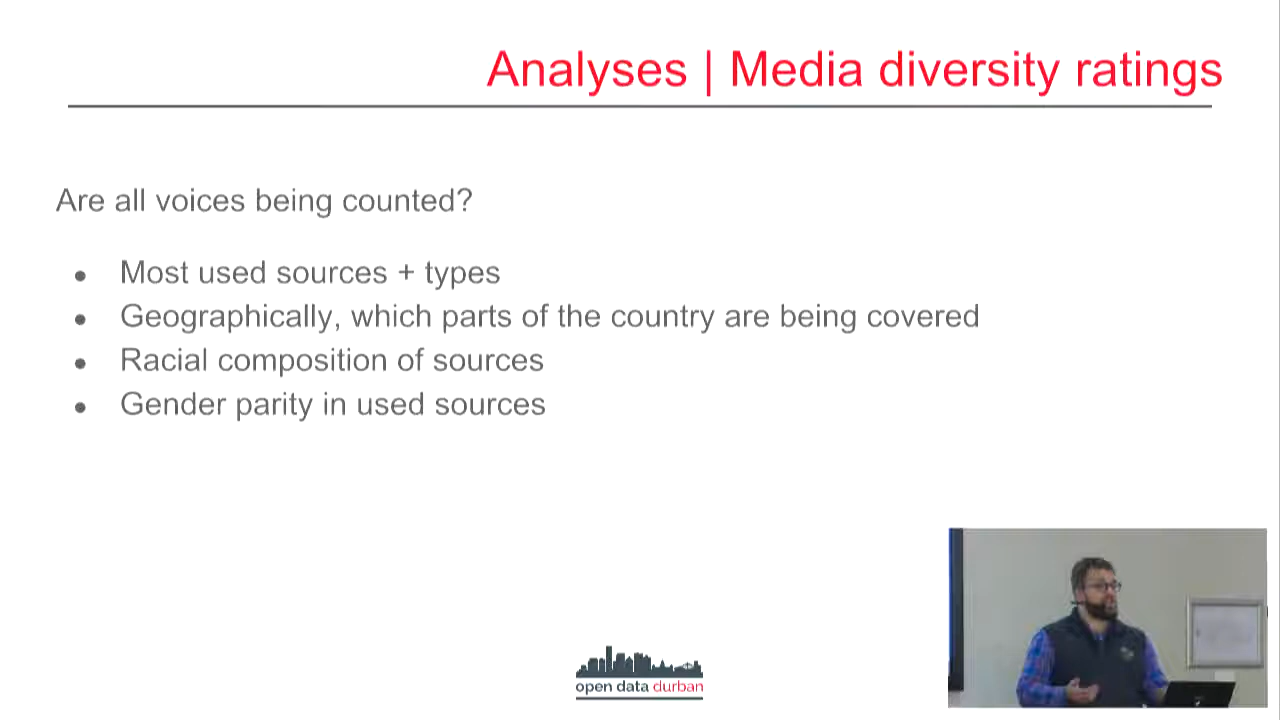 Analyses | Media diversity ratings
Are all voices being counted?
● Most used sources + types
● Geographically, which parts of the country are being covered
● Racial composition of sources
● Gender parity in used sources
open data durban